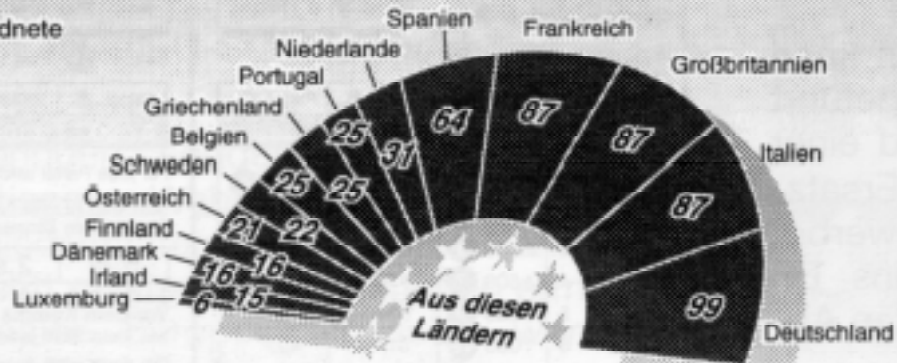 dnete
Spanien
Frankreich
Niederlande
Großbritannien
Portugal
Griechenland
Belgien
Italien
Schweden
Österreich
Finnland
Dänemark
Irland
Luxemburg
Deutschland
6
15
16
16
21
22
25
25
25
31
64
87
87
87
99
Aus diesen
Ländern